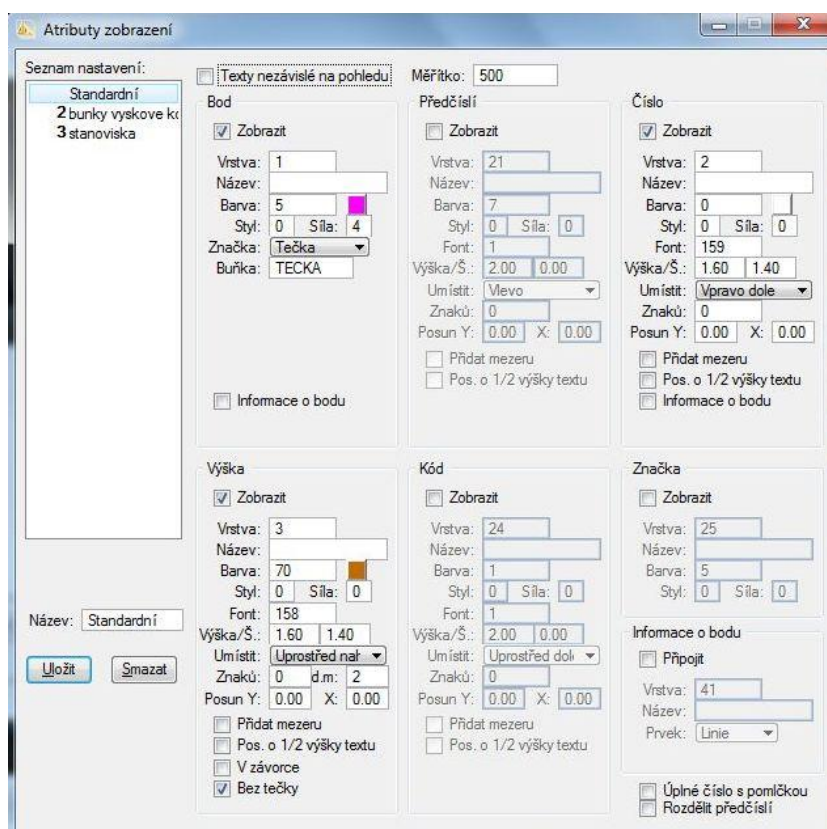 Atributy zobrazení
Seznam nastavení:
Standardní
2 bunky vyskove kc
3 stanoviska
Název: Standardní
Uložit Smazat
Texty nezávislé na pohledu Měřítko: 500
Bod
Zobrazit
Vrstva: 1
Název:
Barva: 5
Styl: 0 Síla: 4
Značka: Tečka
Buňka: TECKA
Informace o bodu
Předčíslí
Zobrazit
Vrstva: 21
Název:
Barva: 7
Styl: 0 Síla: 0
Font: 1
Výška/Š.: 2.00 0.00
Umístit: Vlevo
Znaků: 0
Posun Y: 0.00 X: 0.00
Přidat mezeru
Pos. o 1/2 výšky textu
Číslo
Zobrazit
Vrstva: 2
Název:
Barva: 0
Styl: 0 Síla: 0
Font: 159
Výška/Š.: 1.60 1.40
Umístit: Vpravo dole
Znaků: 0
Posun Y: 0.00 X: 0.00
Přidat mezeru
Pos. o 1/2 výšky textu
Informace o bodu
Výška
Zobrazit
Vrstva: 3
Název:
Barva: 70
Styl: 0 Síla: 0
Font: 158
Výška/Š.: 1.60 1.40
Umístit: Uprostřed nah
Znaků: 0 d.m: 2
Posun Y: 0.00 X: 0.00
Přidat mezeru
Pos. o 1/2 výšky textu
V závorce
Bez tečky
Kód
Zobrazit
Vrstva: 24
Název:
Barva: 1
Styl: 0 Síla: 0
Font: 1
Výška/Š.: 2.00 0.00
Umístit: Uprostřed dole
Znaků: 0
Posun Y: 0.00 X: 0.00
Přidat mezeru
Pos. o 1/2 výšky textu
Značka
Zobrazit
Vrstva: 25
Název:
Barva: 5
Styl: 0 Síla: 0
Informace o bodu
Připojit
Vrstva: 41
Název:
Prvek: Linie
Úplné číslo s pomlčkou
Rozdělit předčíslí